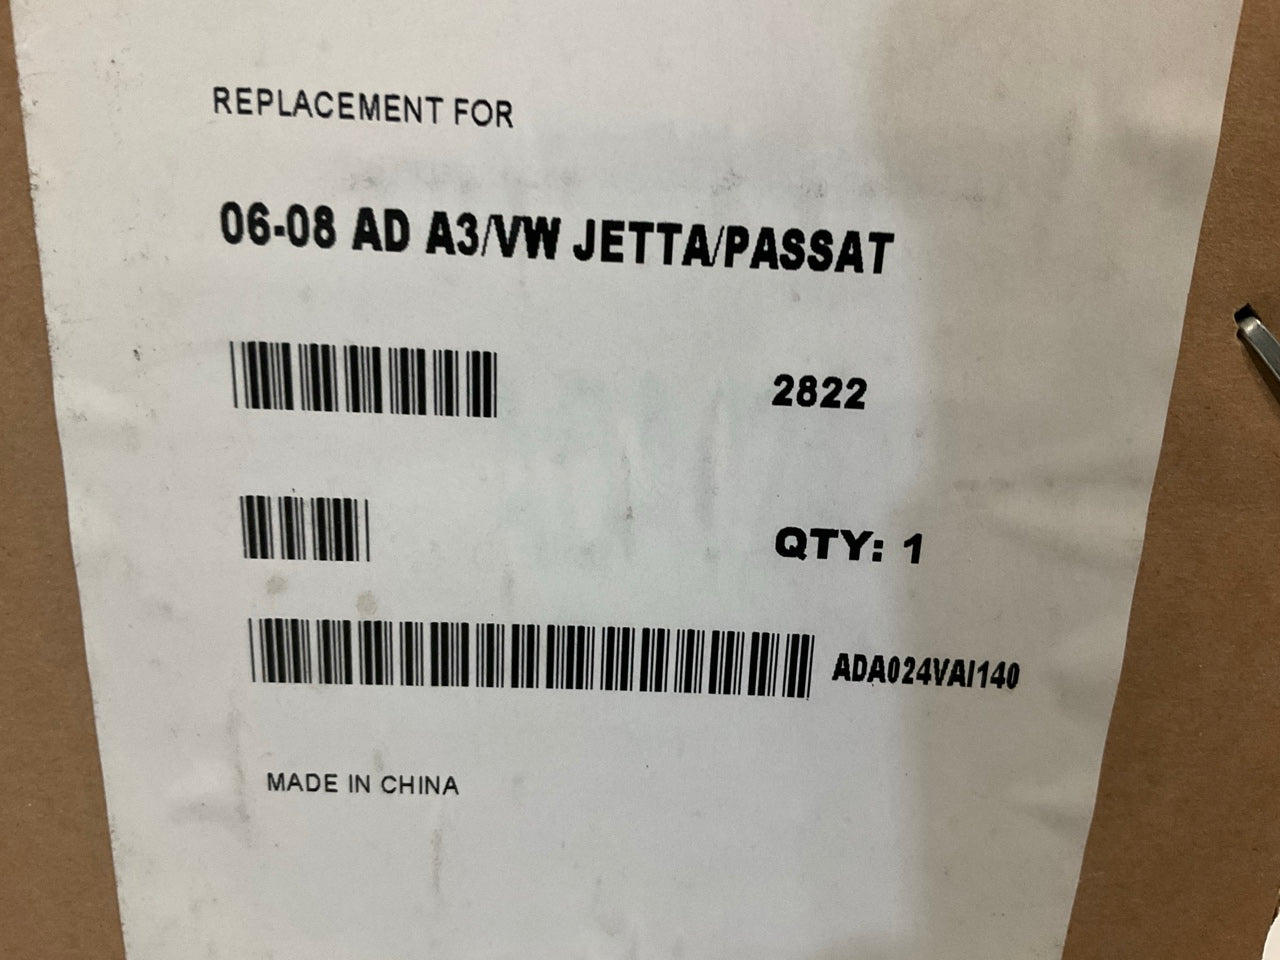 REPLACEMENT FOR
06-08 AD A3/VW JETTA/PASSAT
2822
QTY: 1
ADA024VAI140
MADE IN CHINA